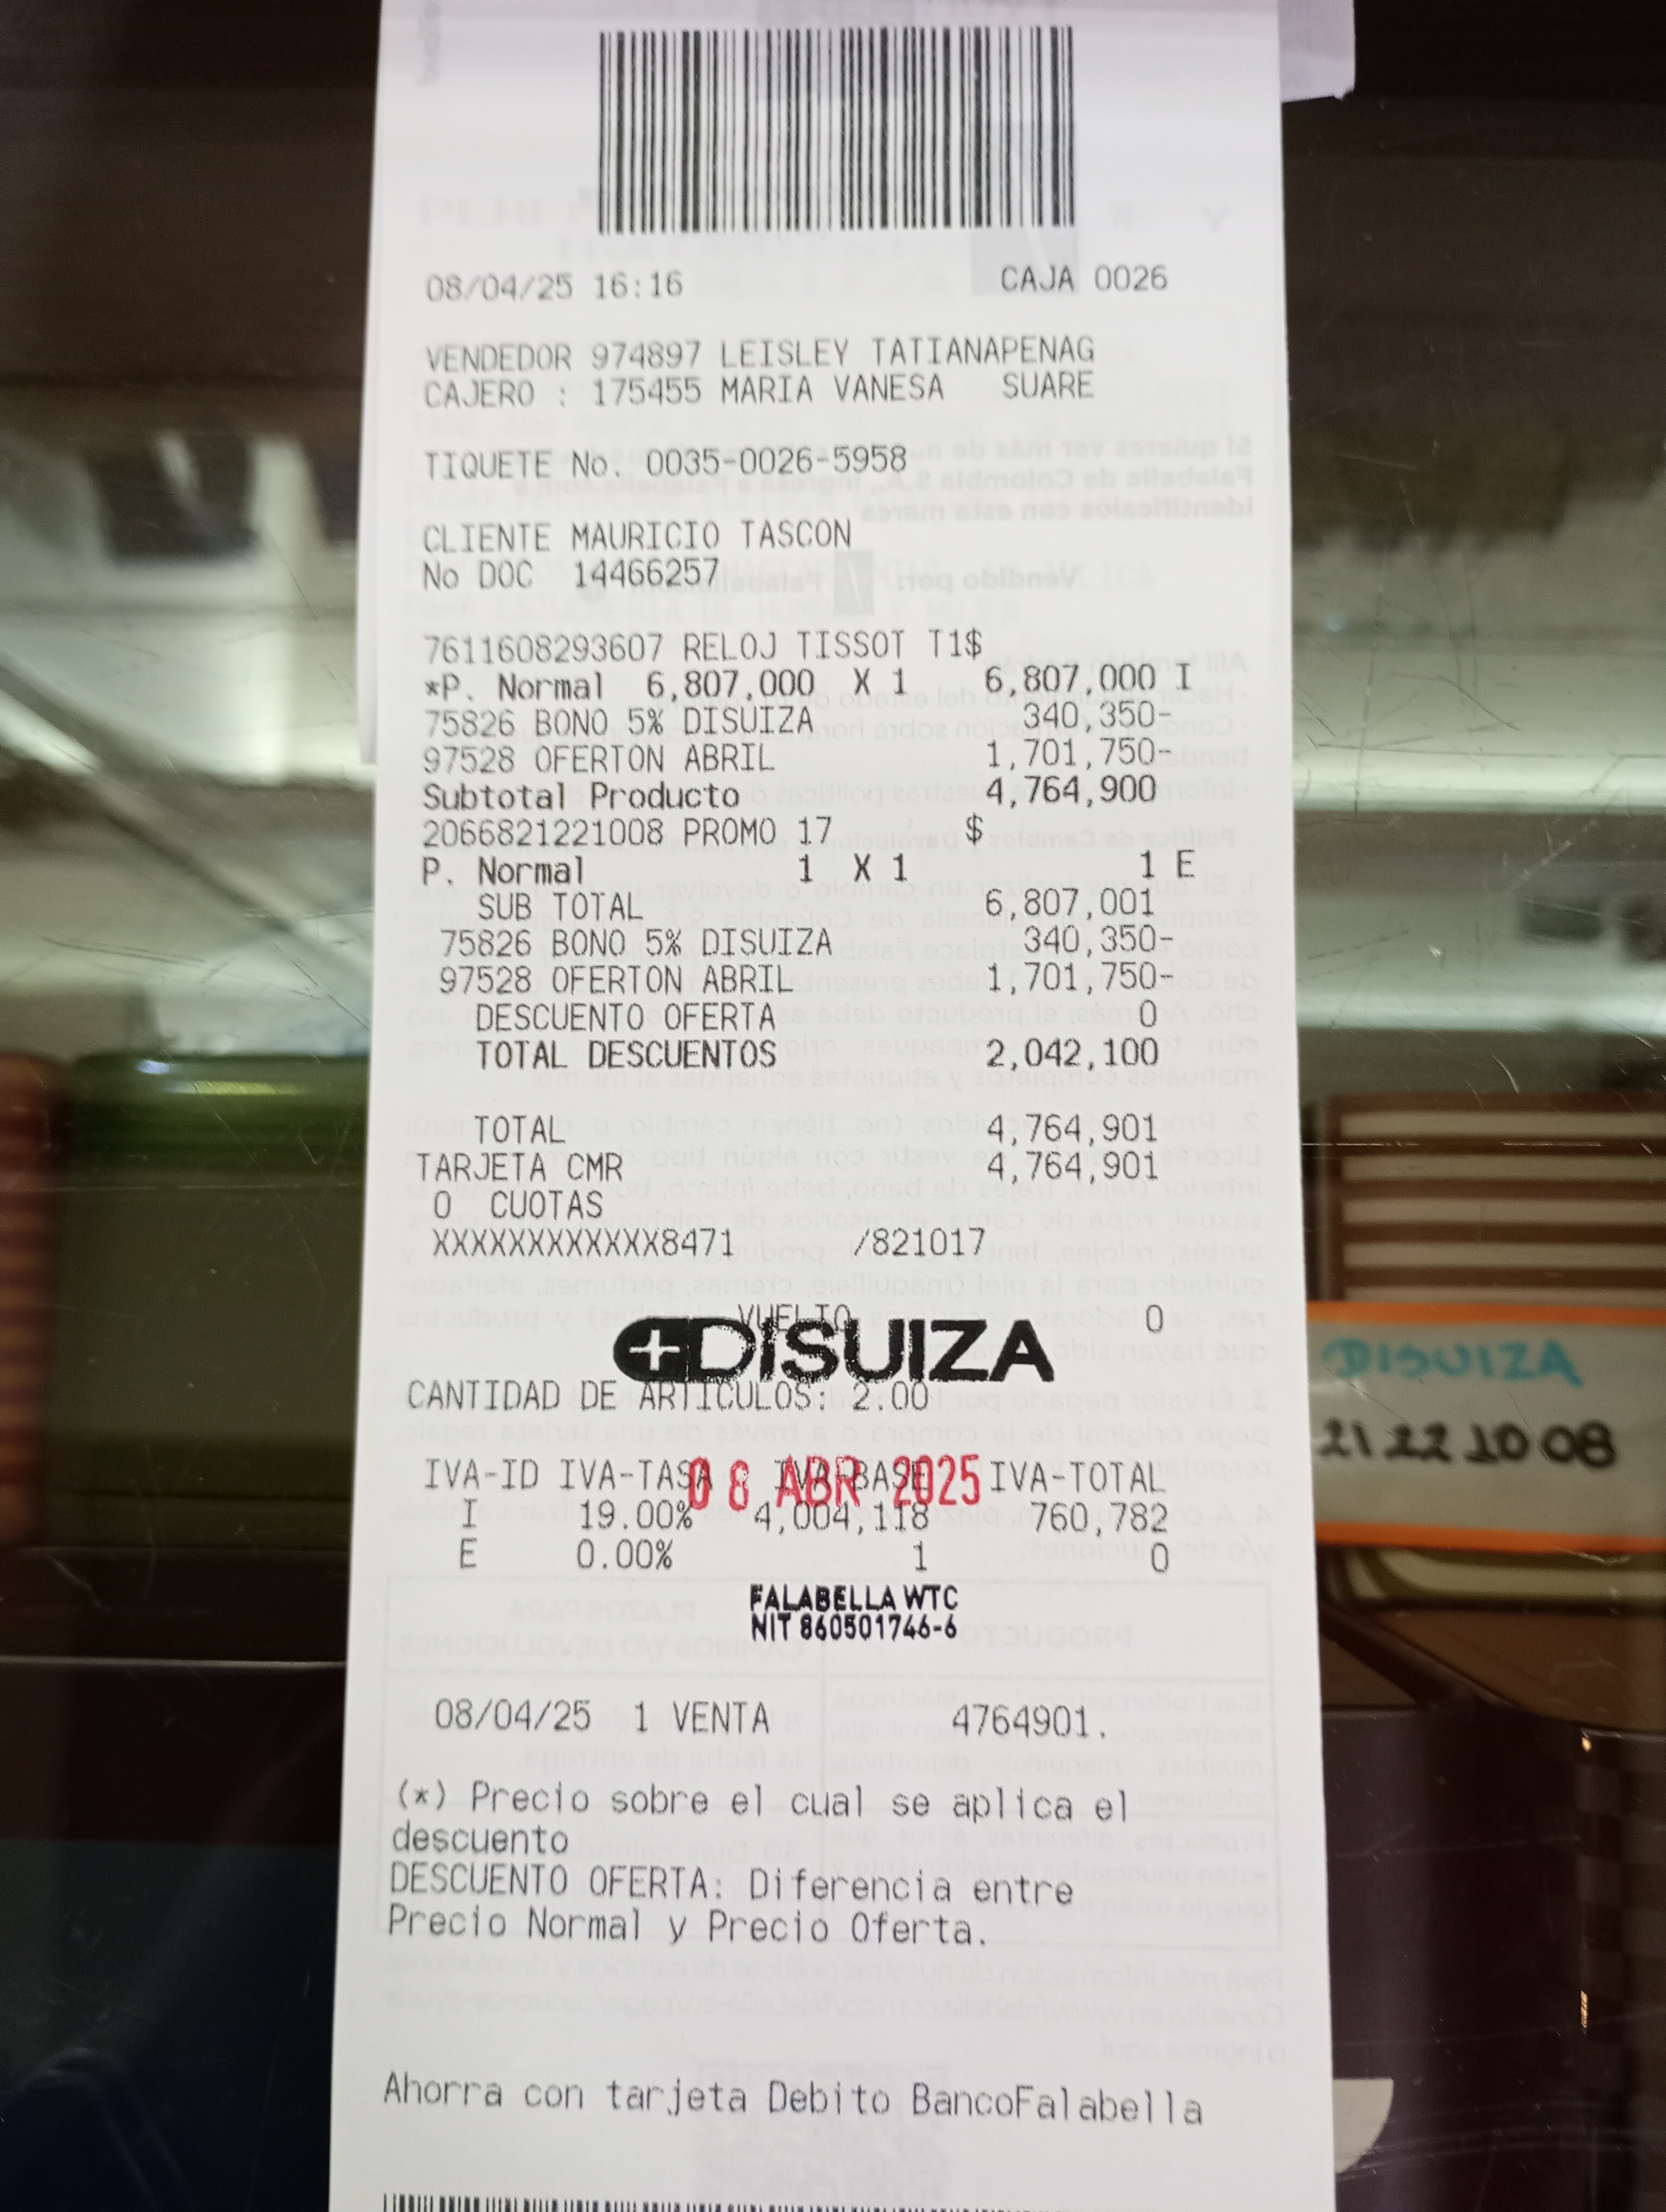 08/04/25 16:16 CAJA 0026
VENDEDOR 974897 LEISLEY TATIANAPENAG
CAJERO : 175455 MARIA VANESA SUARE
TIQUETE No. 0035-0026-5958
CLIENTE MAURICIO TASCON
No DOC 14466257
7611608293607 RELOJ TISSOT T1$
*P. Normal 6,807,000 X 1 6,807,000 I
75826 BONO 5% DISUIZA 340,350-
97528 OFERTON ABRIL 1,701,750-
Subtotal Producto 4,764,900
2066821221008 PROMO 17 $
P. Normal 1 X 1 1 E
SUB TOTAL 6,807,001
75826 BONO 5% DISUIZA 340,350-
97528 OFERTON ABRIL 1,701,750-
DESCUENTO OFERTA 0
TOTAL DESCUENTOS 2,042,100
TOTAL 4,764,901
TARJETA CMR 4,764,901
0 CUOTAS
XXXXXXXXXXXX8471 /821017
VUELTO 0
DISUIZA
CANTIDAD DE ARTICULOS: 2.00
08 ABR 2025
IVA-ID IVA-TASA IVA-BASE IVA-TOTAL
I 19.00% 4,004,118 760,782
E 0.00% 1 0
FALABELLA WTC
NIT 860501746-6
08/04/25 1 VENTA 4764901.
(*) Precio sobre el cual se aplica el
descuento
DESCUENTO OFERTA: Diferencia entre
Precio Normal y Precio Oferta.
Ahorra con tarjeta Debito BancoFalabella
DISUIZA
21221008